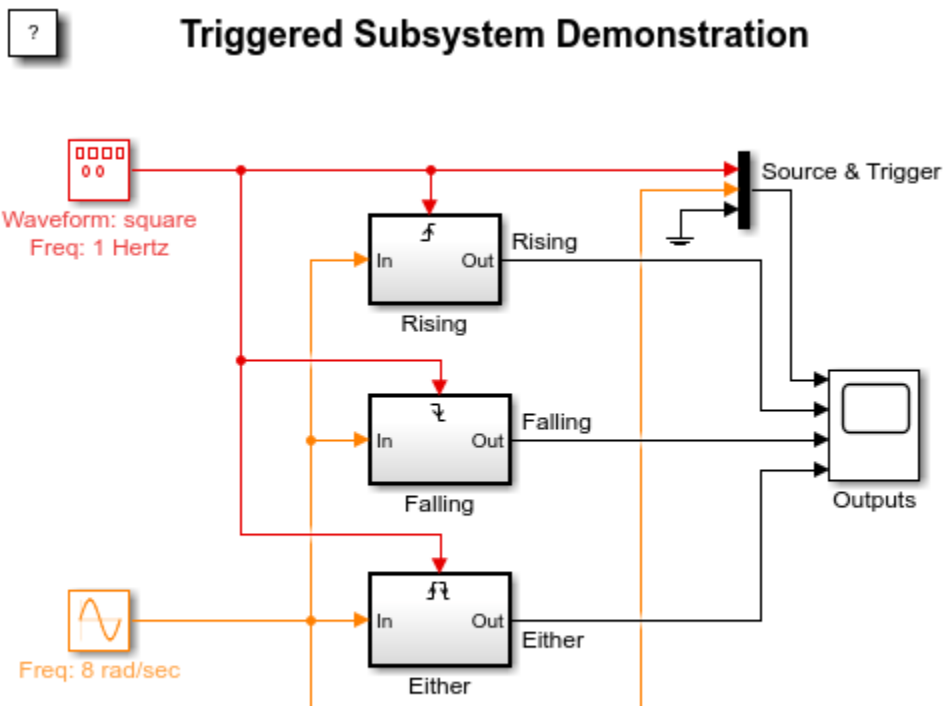 ?
Triggered Subsystem Demonstration
Waveform: square
Freq: 1 Hertz
Source & Trigger
In
Out
Rising
Rising
In
Out
Falling
Falling
Outputs
In
Out
Either
Either
Freq: 8 rad/sec